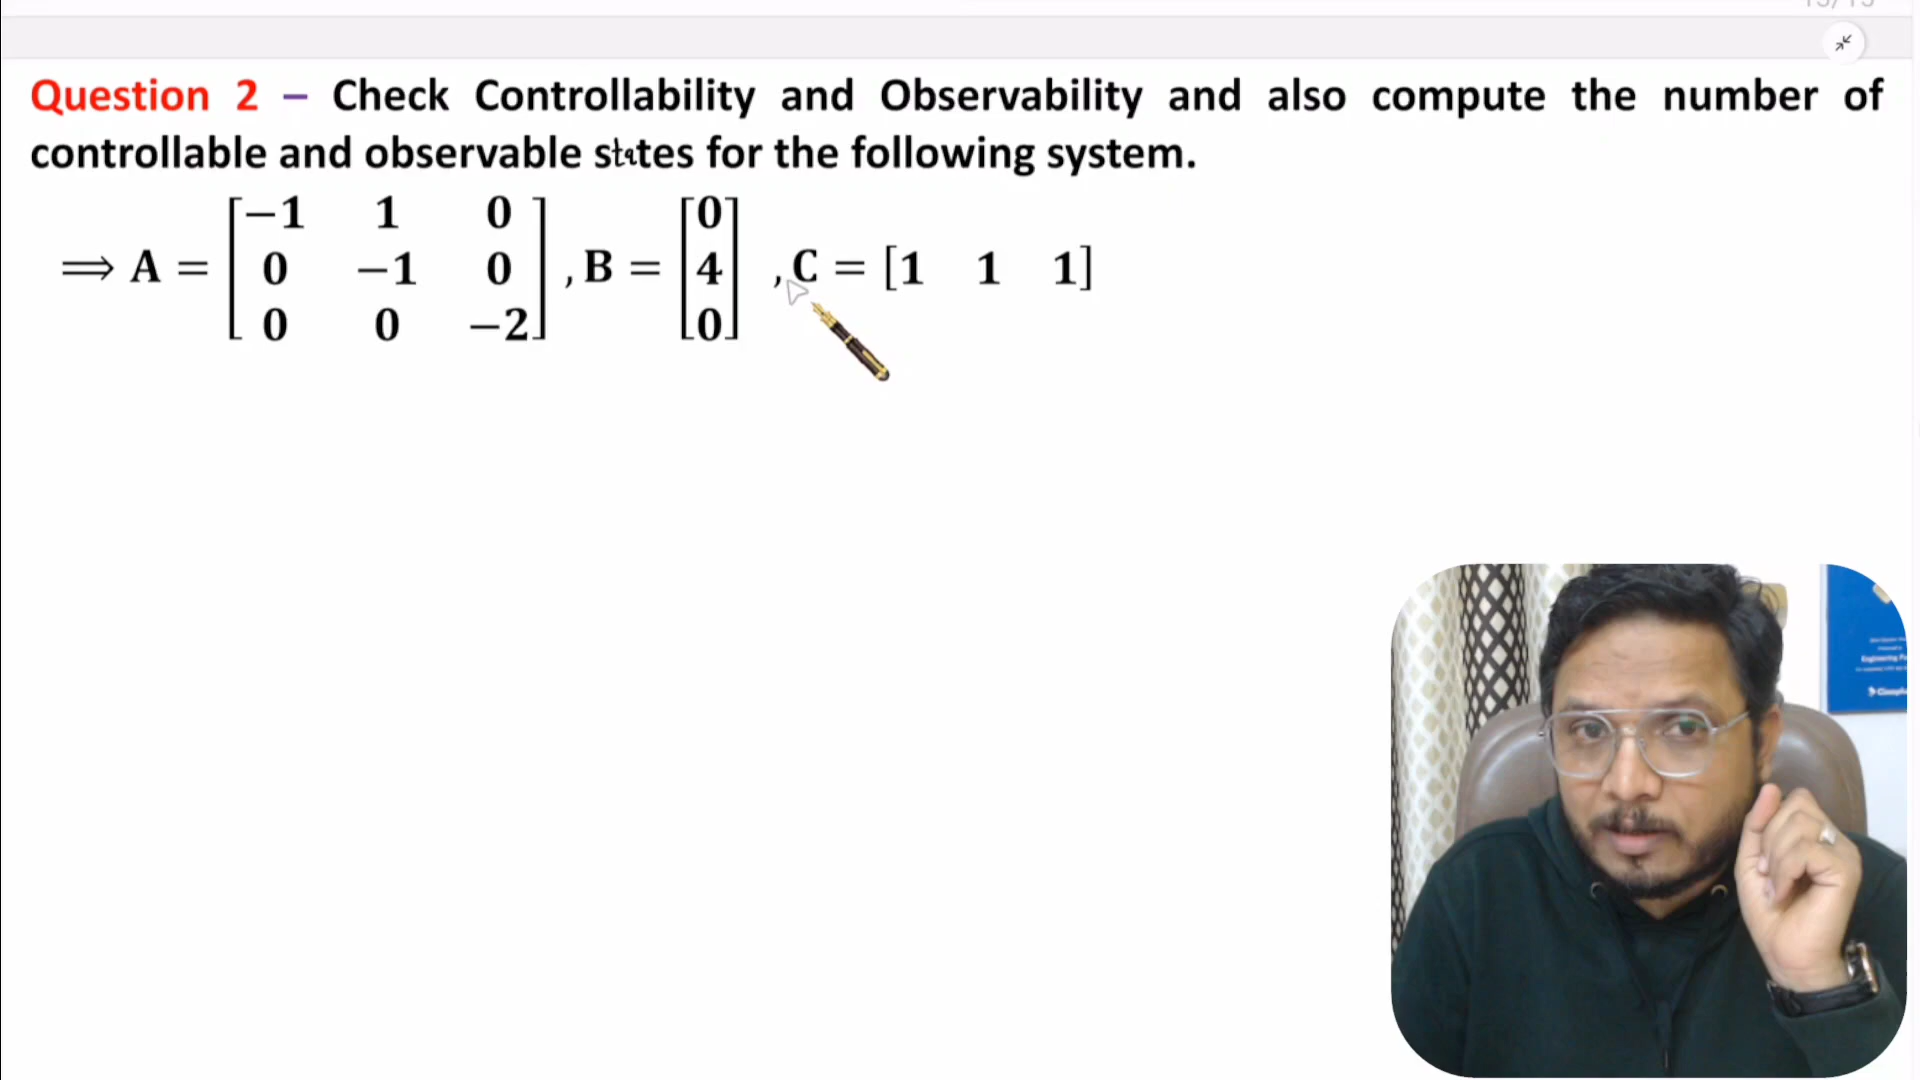 Question 2 – Check Controllability and Observability and also compute the number of
controllable and observable states for the following system.
⟹ A = [−1 1 0; 0 −1 0; 0 0 −2], B = [0; 4; 0], C = [1 1 1]